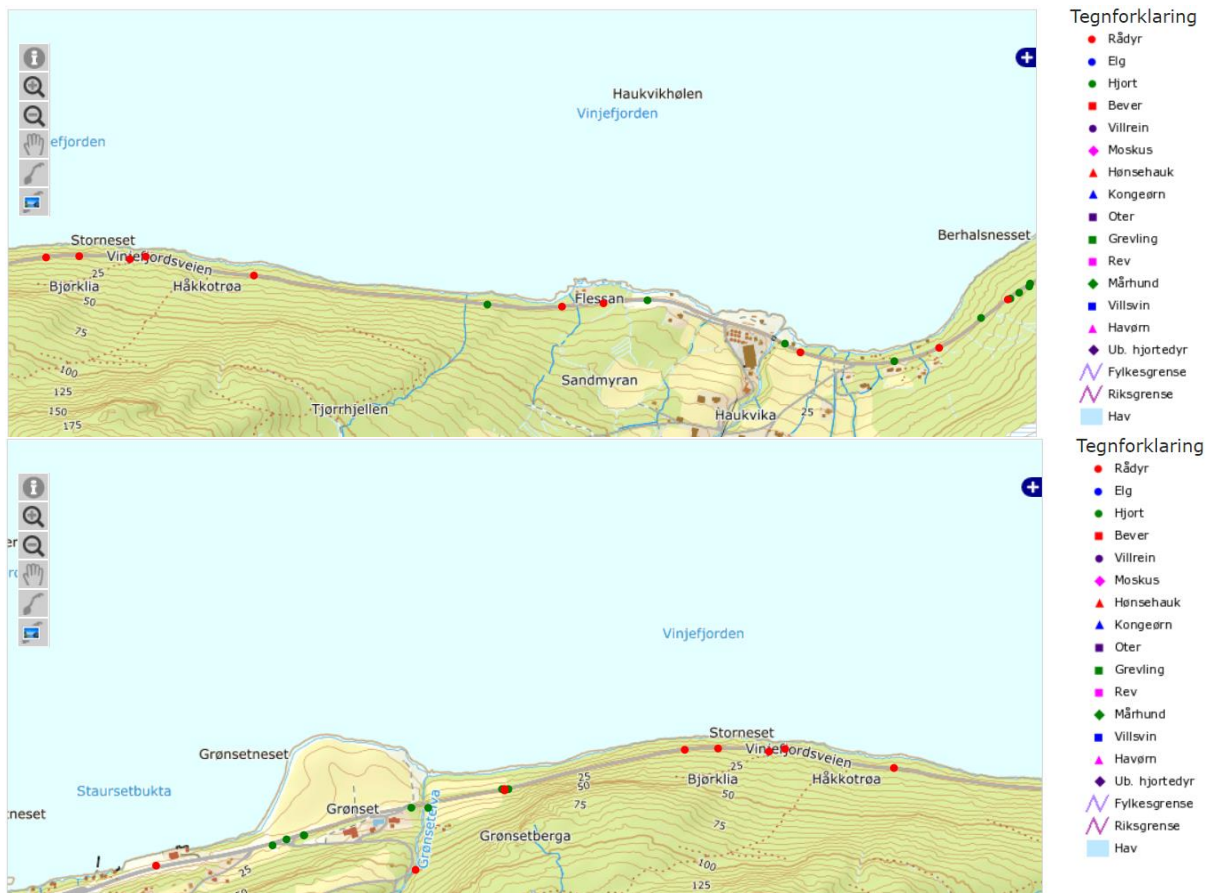 Tegnforklaring
Rådyr
Elg
Hjort
Bever
Villrein
Moskus
Hønsehauk
Kongeørn
Oter
Grevling
Rev
Mårhund
Villsvin
Havørn
Ub. hjortedyr
Fylkesgrense
Riksgrense
Hav
Haukvikhølen
Vinjefjorden
efjorden
Berhalsnesset
Storneset
Vinjefjordsveien
25
Bjørklia
Håkkotrøa
50
Flessan
75
100
Sandmyran
125
Tjørrhjellen
150
Haukvika
25
175
Tegnforklaring
Rådyr
Elg
Hjort
Bever
Villrein
Moskus
Hønsehauk
Kongeørn
Oter
Grevling
Rev
Mårhund
Villsvin
Havørn
Ub. hjortedyr
Fylkesgrense
Riksgrense
Hav
Vinjefjorden
Storneset
Grønsetneset
Vinjefjordsveien
25
25
Bjørklia
Håkkotrøa
50
50
Staursetbukta
75
75
neset
Grønset
Grønsetelva
Grønsetberga
100
25
125